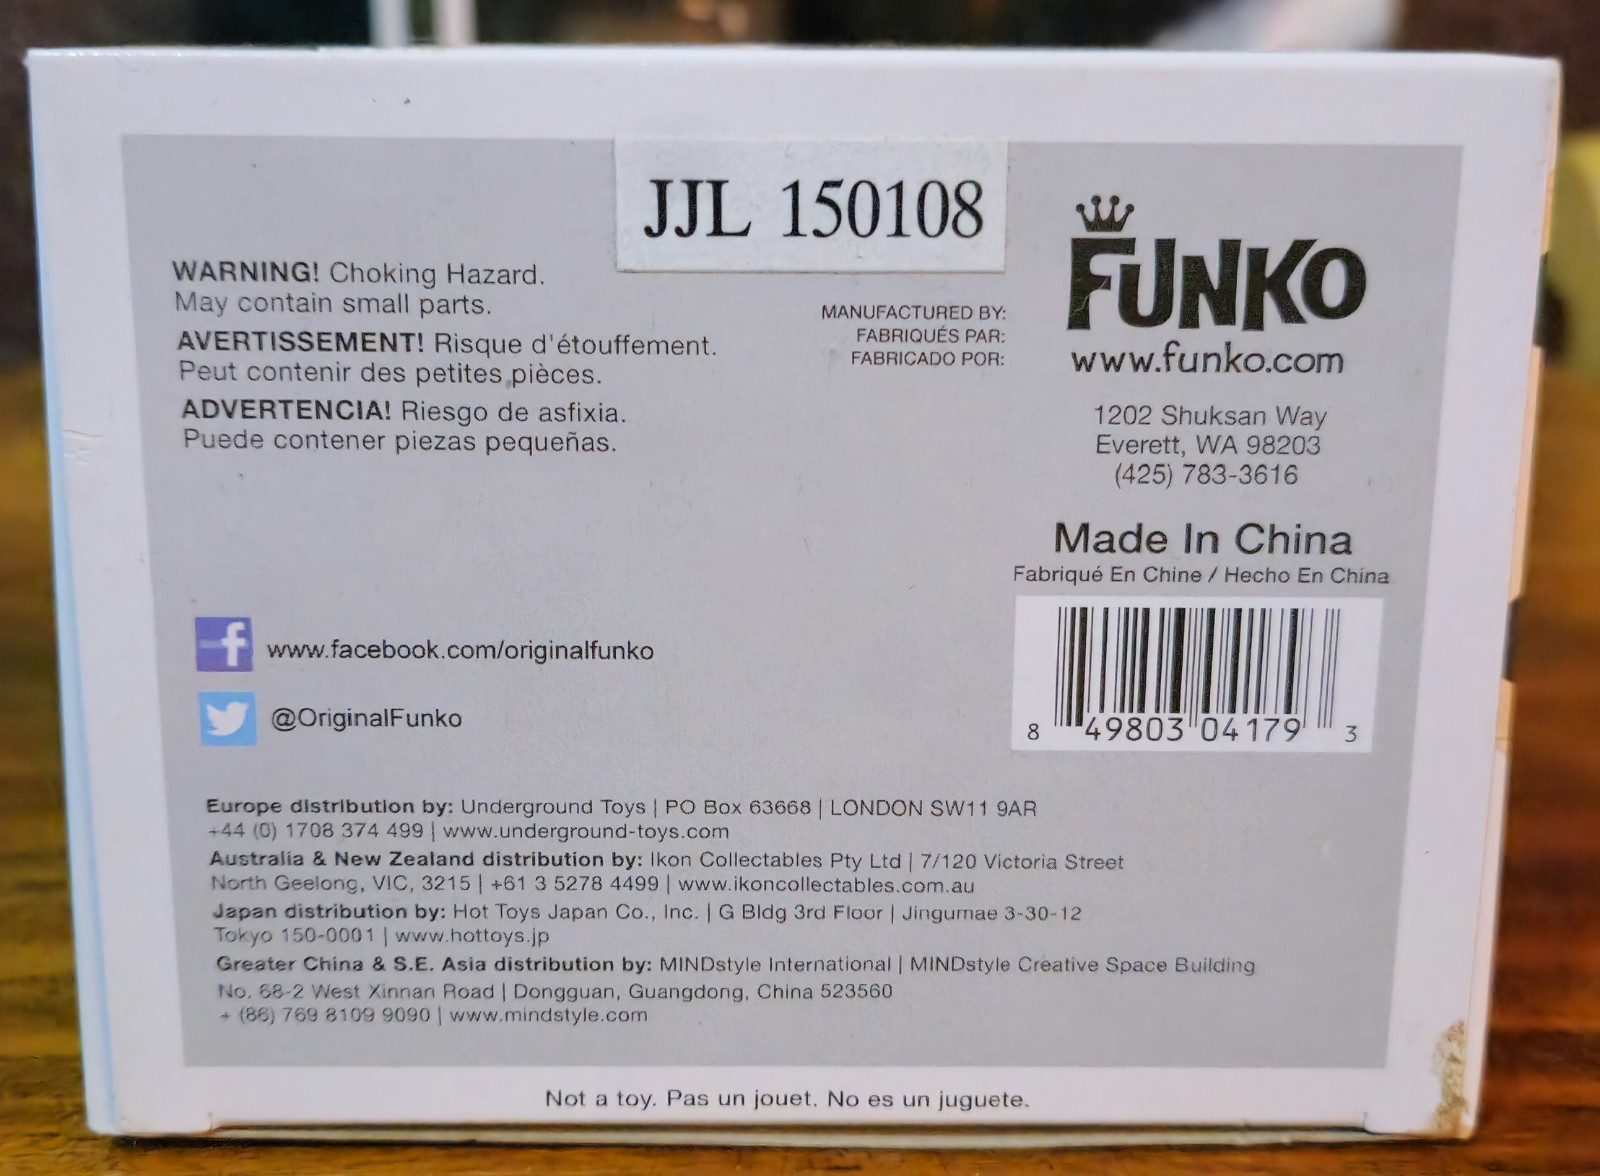 JJL 150108
WARNING! Choking Hazard.
May contain small parts.
AVERTISSEMENT! Risque d'étouffement.
Peut contenir des petites pièces.
ADVERTENCIA! Riesgo de asfixia.
Puede contener piezas pequeñas.
MANUFACTURED BY:
FABRIQUÉS PAR:
FABRICADO POR:
FUNKO
www.funko.com
1202 Shuksan Way
Everett, WA 98203
(425) 783-3616
Made In China
Fabriqué En Chine / Hecho En China
8 49803 04179 3
f www.facebook.com/originalfunko
@OriginalFunko
Europe distribution by: Underground Toys | PO Box 63668 | LONDON SW11 9AR
+44 (0) 1708 374 499 | www.underground-toys.com
Australia & New Zealand distribution by: Ikon Collectables Pty Ltd | 7/120 Victoria Street
North Geelong, VIC, 3215 | +61 3 5278 4499 | www.ikoncollectables.com.au
Japan distribution by: Hot Toys Japan Co., Inc. | G Bldg 3rd Floor | Jingumae 3-30-12
Tokyo 150-0001 | www.hottoys.jp
Greater China & S.E. Asia distribution by: MINDstyle International | MINDstyle Creative Space Building
No. 68-2 West Xinnan Road | Dongguan, Guangdong, China 523560
+ (86) 769 8109 9090 | www.mindstyle.com
Not a toy. Pas un jouet. No es un juguete.